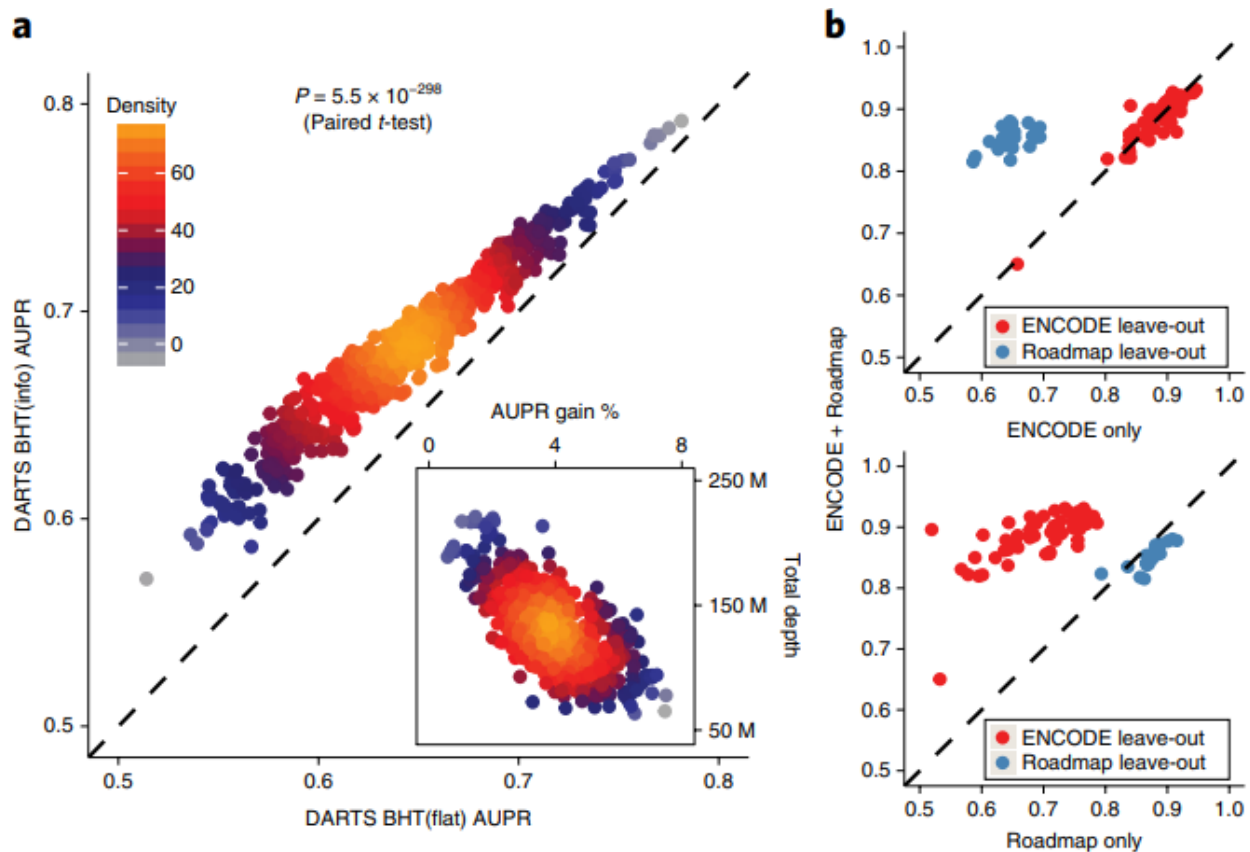 a
DARTS BHT(info) AUPR
0.8
0.7
0.6
0.5
Density
60
40
20
0
P = 5.5 × 10−298
(Paired t-test)
AUPR gain %
0 4 8
250 M
150 M
50 M
Total depth
0.5 0.6 0.7 0.8
DARTS BHT(flat) AUPR
b
ENCODE + Roadmap
1.0
0.9
0.8
0.7
0.6
0.5
ENCODE leave-out
Roadmap leave-out
0.5 0.6 0.7 0.8 0.9 1.0
ENCODE only
1.0
0.9
0.8
0.7
0.6
0.5
ENCODE leave-out
Roadmap leave-out
0.5 0.6 0.7 0.8 0.9 1.0
Roadmap only